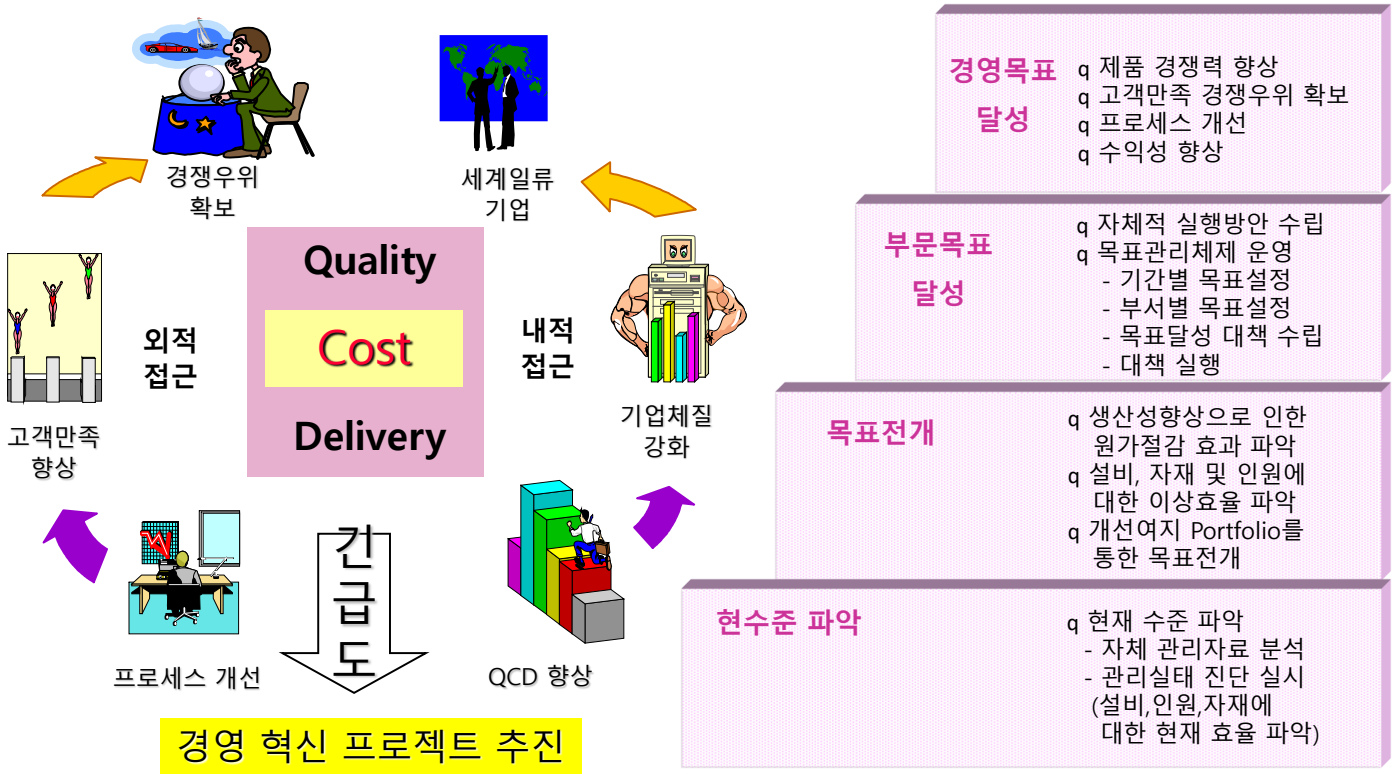 경쟁우위
확보
세계일류
기업
Quality
Cost
Delivery
외적
접근
내적
접근
고객만족
향상
기업체질
강화
프로세스 개선
QCD 향상
긴
급
도
경영 혁신 프로젝트 추진
경영목표
달성
q 제품 경쟁력 향상
q 고객만족 경쟁우위 확보
q 프로세스 개선
q 수익성 향상
부문목표
달성
q 자체적 실행방안 수립
q 목표관리체제 운영
- 기간별 목표설정
- 부서별 목표설정
- 목표달성 대책 수립
- 대책 실행
목표전개
q 생산성향상으로 인한
원가절감 효과 파악
q 설비, 자재 및 인원에
대한 이상효율 파악
q 개선여지 Portfolio를
통한 목표전개
현수준 파악
q 현재 수준 파악
- 자체 관리자료 분석
- 관리실태 진단 실시
(설비,인원,자재에
대한 현재 효율 파악)